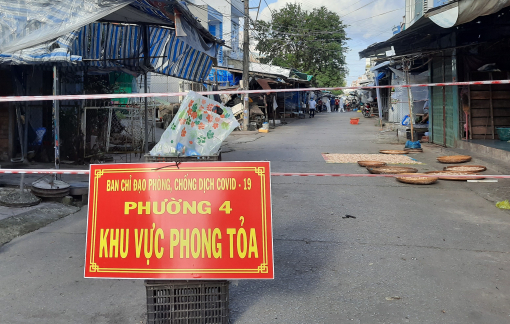 BAN CHỈ ĐẠO PHÒNG, CHỐNG DỊCH COVID - 19
PHƯỜNG 4
KHU VỰC PHONG TỎA